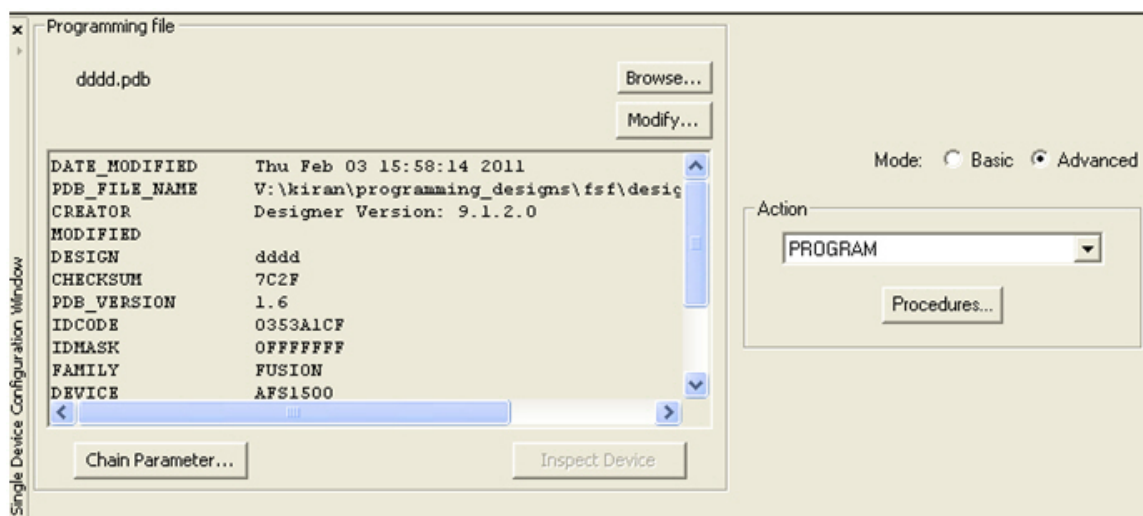 Single Device Configuration Window
Programming file
dddd.pdb
Browse...
Modify...
DATE_MODIFIED Thu Feb 03 15:58:14 2011
PDB_FILE_NAME V:\kiran\programming_designs\fsf\desig
CREATOR Designer Version: 9.1.2.0
MODIFIED
DESIGN dddd
CHECKSUM 7C2F
PDB_VERSION 1.6
IDCODE 0353A1CF
IDMASK 0FFFFFFF
FAMILY FUSION
DEVICE AFS1500
Chain Parameter...
Inspect Device
Mode: Basic Advanced
Action
PROGRAM
Procedures...